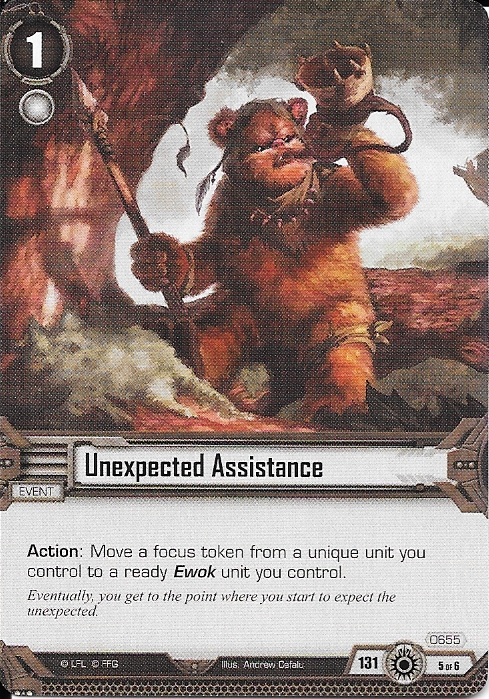 1
Unexpected Assistance
EVENT
Action: Move a focus token from a unique unit you
control to a ready Ewok unit you control.
Eventually, you get to the point where you start to expect the
unexpected.
0655
© LFL © FFG
Illus. Andrew Cefalu
131
5 OF 6